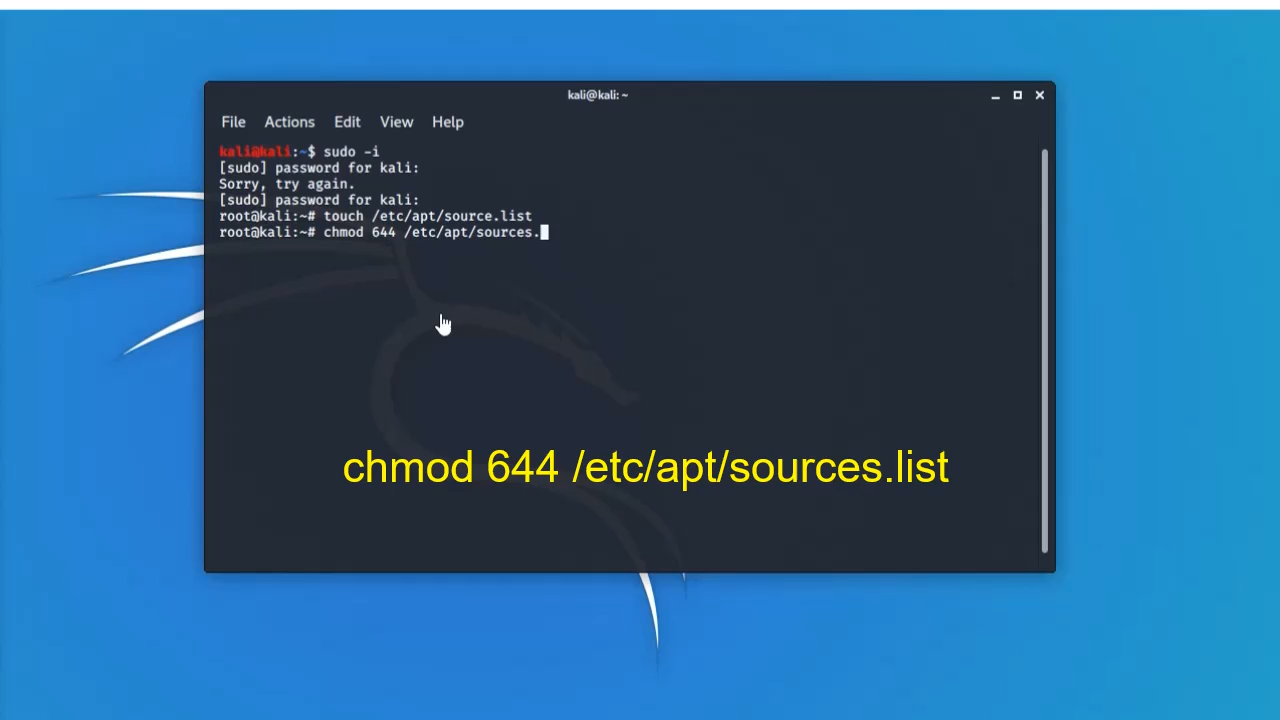 kali@kali: ~
File Actions Edit View Help
kali@kali:~$ sudo -i
[sudo] password for kali:
Sorry, try again.
[sudo] password for kali:
root@kali:~# touch /etc/apt/source.list
root@kali:~# chmod 644 /etc/apt/sources.
chmod 644 /etc/apt/sources.list